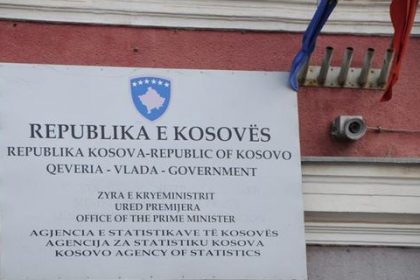 REPUBLIKA E KOSOVËS
REPUBLIKA KOSOVA-REPUBLIC OF KOSOVO
QEVERIA - VLADA - GOVERNMENT
ZYRA E KRYEMINISTRIT
URED PREMIJERA
OFFICE OF THE PRIME MINISTER
AGJENCIA E STATISTIKAVE TË KOSOVËS
AGENCIJA ZA STATISTIKU KOSOVA
KOSOVO AGENCY OF STATISTICS